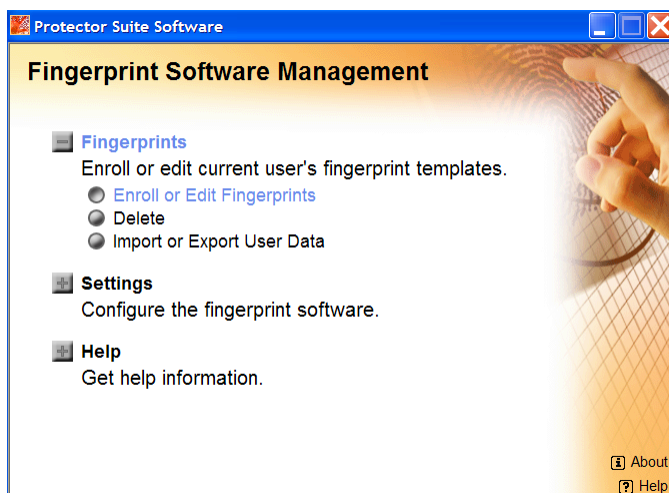 Protector Suite Software
Fingerprint Software Management
Fingerprints
Enroll or edit current user's fingerprint templates.
Enroll or Edit Fingerprints
Delete
Import or Export User Data
Settings
Configure the fingerprint software.
Help
Get help information.
About
Help